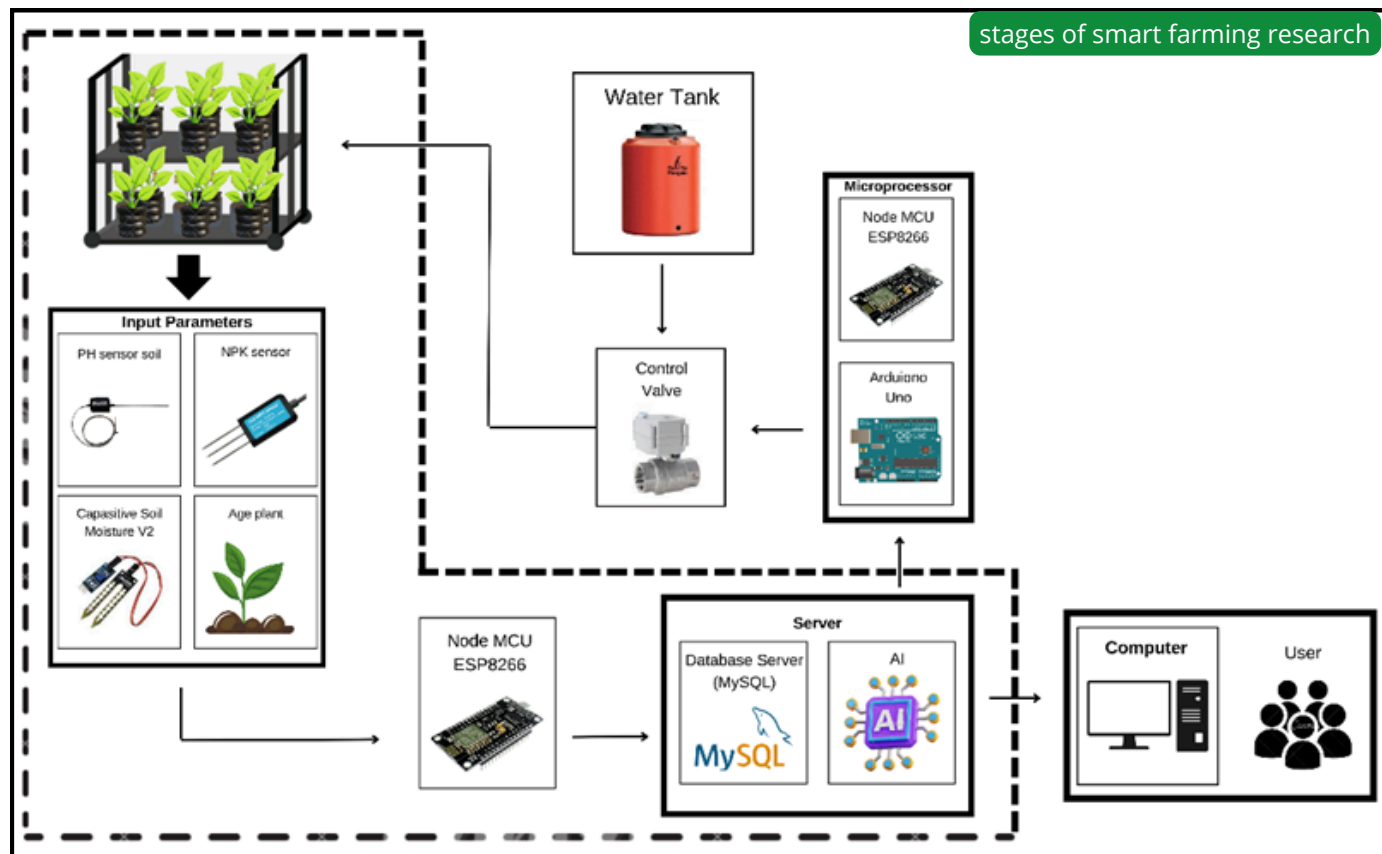 stages of smart farming research
Water Tank
Microprocessor
Node MCU
ESP8266
Input Parameters
PH sensor soil
NPK sensor
Control
Valve
Arduiono
Uno
Capasitive Soil
Moisture V2
Age plant
Server
Node MCU
ESP8266
Database Server
(MySQL)
MySQL
AI
AI
Computer
User